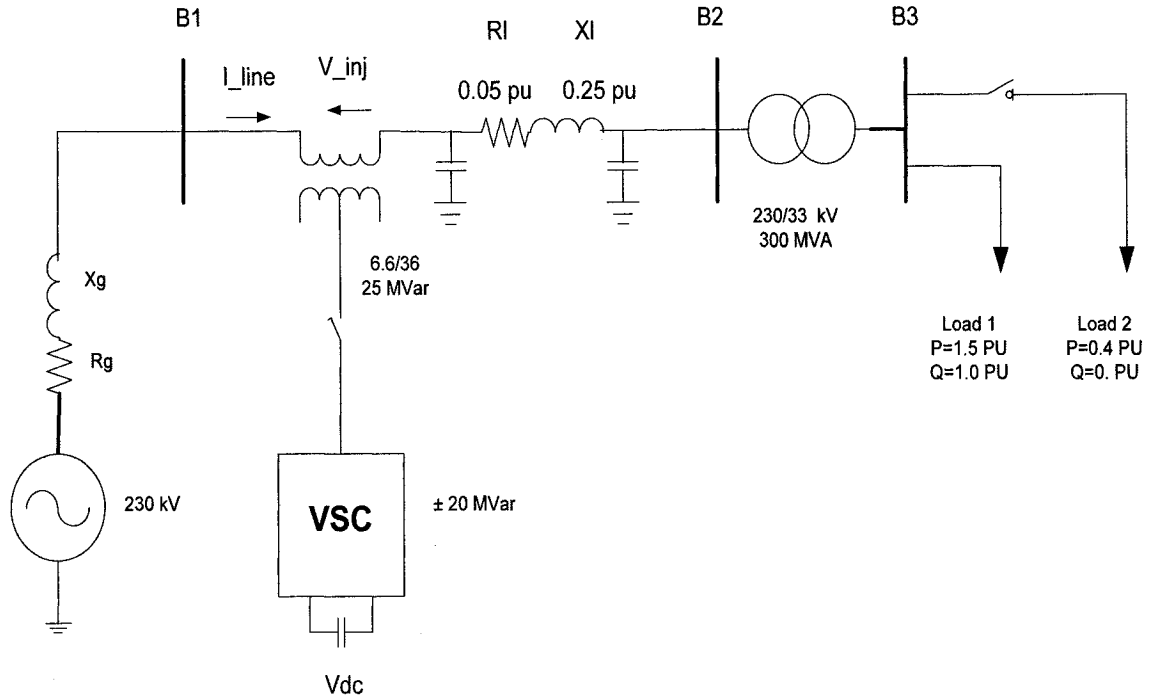 B1
I_line
V_inj
Rl
Xl
0.05 pu
0.25 pu
B2
B3
230/33 kV
300 MVA
Xg
Rg
6.6/36
25 MVar
Load 1
P=1.5 PU
Q=1.0 PU
Load 2
P=0.4 PU
Q=0. PU
230 kV
VSC
± 20 MVar
Vdc